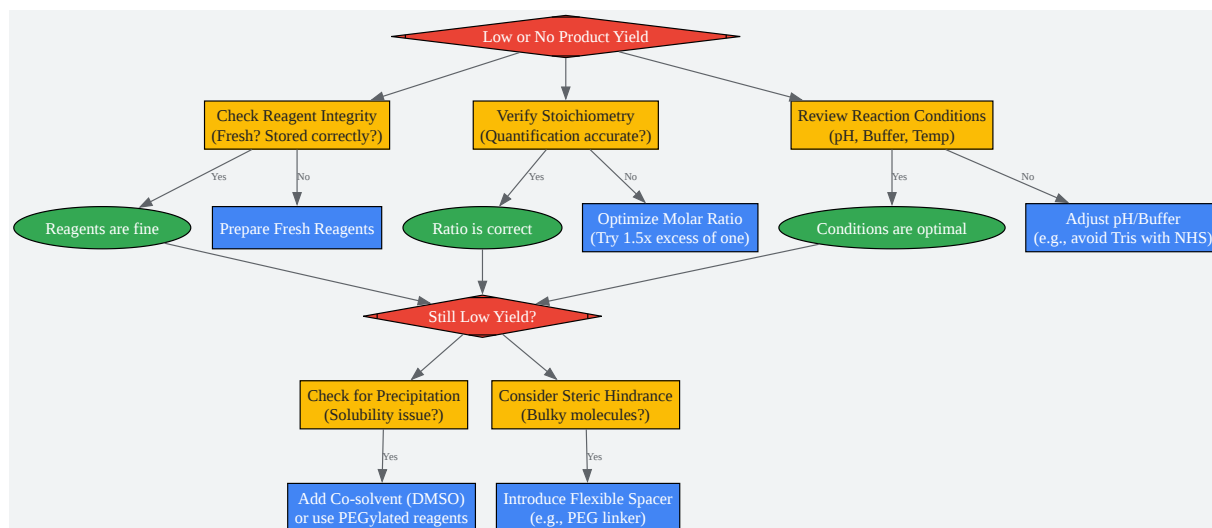 Low or No Product Yield
Check Reagent Integrity
(Fresh? Stored correctly?)
Verify Stoichiometry
(Quantification accurate?)
Review Reaction Conditions
(pH, Buffer, Temp)
Yes
No
Yes
No
Yes
No
Reagents are fine
Prepare Fresh Reagents
Ratio is correct
Optimize Molar Ratio
(Try 1.5x excess of one)
Conditions are optimal
Adjust pH/Buffer
(e.g., avoid Tris with NHS)
Still Low Yield?
Check for Precipitation
(Solubility issue?)
Consider Steric Hindrance
(Bulky molecules?)
Yes
Yes
Add Co-solvent (DMSO)
or use PEGylated reagents
Introduce Flexible Spacer
(e.g., PEG linker)